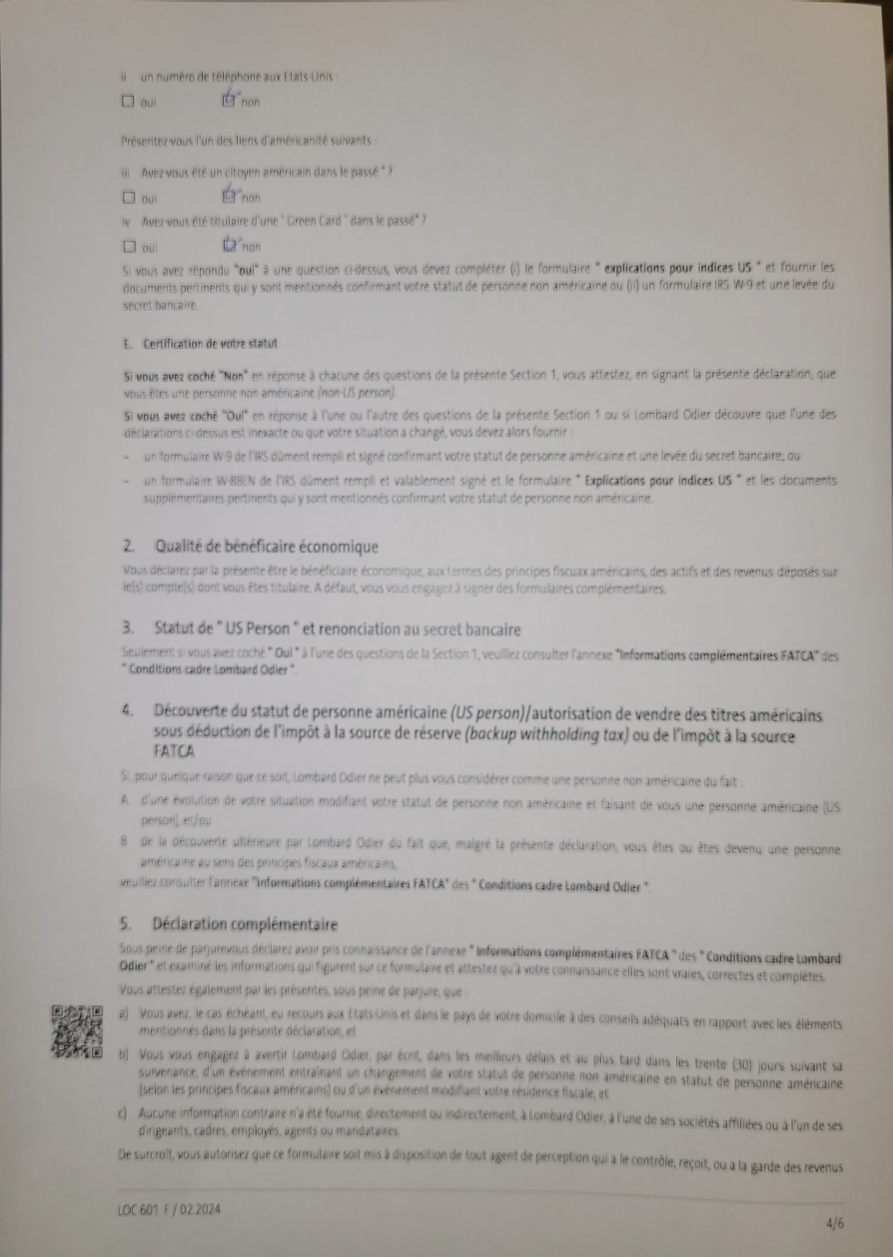 ii un numéro de téléphone aux Etats-Unis :
☐ oui ☑ non
Présentez-vous l'un des liens d'américanité suivants :
iii Avez-vous été un citoyen américain dans le passé* ?
☐ oui ☑ non
iv Avez-vous été titulaire d'une " Green Card " dans le passé* ?
☐ oui ☑ non
Si vous avez répondu "oui" à une question ci-dessus, vous devez compléter (i) le formulaire " explications pour indices US " et fournir les
documents pertinents qui y sont mentionnés confirmant votre statut de personne non américaine ou (ii) un formulaire IRS W-9 et une levée du
secret bancaire.
E. Certification de votre statut
Si vous avez coché "Non" en réponse à chacune des questions de la présente Section 1, vous attestez, en signant la présente déclaration, que
vous êtes une personne non américaine (non-US person).
Si vous avez coché "Oui" en réponse à l'une ou l'autre des questions de la présente Section 1 ou si Lombard Odier découvre que l'une des
déclarations ci-dessus est inexacte ou que votre situation a changé, vous devez alors fournir :
- un formulaire W-9 de l'IRS dûment rempli et signé confirmant votre statut de personne américaine et une levée du secret bancaire, ou
- un formulaire W-8BEN de l'IRS dûment rempli et valablement signé et le formulaire " Explications pour indices US " et les documents
supplémentaires pertinents qui y sont mentionnés confirmant votre statut de personne non américaine.
2. Qualité de bénéficaire économique
Vous déclarez par la présente être le bénéficiaire économique, aux termes des principes fiscuax américains, des actifs et des revenus déposés sur
le(s) compte(s) dont vous êtes titulaire. A défaut, vous vous engagez à signer des formulaires complémentaires.
3. Statut de " US Person " et renonciation au secret bancaire
Seulement si vous avez coché " Oui " à l'une des questions de la Section 1, veuillez consulter l'annexe "Informations complémentaires FATCA" des
" Conditions cadre Lombard Odier ".
4. Découverte du statut de personne américaine (US person)/autorisation de vendre des titres américains
sous déduction de l'impôt à la source de réserve (backup withholding tax) ou de l'impôt à la source
FATCA
Si, pour quelque raison que ce soit, Lombard Odier ne peut plus vous considérer comme une personne non américaine du fait :
A. d'une évolution de votre situation modifiant votre statut de personne non américaine et faisant de vous une personne américaine (US
person), et/ou
B. de la découverte ultérieure par Lombard Odier du fait que, malgré la présente déclaration, vous êtes ou êtes devenu une personne
américaine au sens des principes fiscaux américains,
veuillez consulter l'annexe "Informations complémentaires FATCA" des " Conditions cadre Lombard Odier ".
5. Déclaration complémentaire
Sous peine de parjurevous déclarez avoir pris connaissance de l'annexe " Informations complémentaires FATCA " des " Conditions cadre Lombard
Odier " et examiné les informations qui figurent sur ce formulaire et attestez qu'à votre connaissance elles sont vraies, correctes et complètes.
Vous attestez également par les présentes, sous peine de parjure, que :
a) Vous avez, le cas échéant, eu recours aux Etats-Unis et dans le pays de votre domicile à des conseils adéquats en rapport avec les éléments
mentionnés dans la présente déclaration, et
b) Vous vous engagez à avertir Lombard Odier, par écrit, dans les meilleurs délais et au plus tard dans les trente (30) jours suivant sa
survenance, d'un évènement entraînant un changement de votre statut de personne non américaine en statut de personne américaine
(selon les principes fiscaux américains) ou d'un évènement modifiant votre résidence fiscale, et
c) Aucune information contraire n'a été fournie, directement ou indirectement, à Lombard Odier, à l'une de ses sociétés affiliées ou à l'un de ses
dirigeants, cadres, employés, agents ou mandataires.
De surcroît, vous autorisez que ce formulaire soit mis à disposition de tout agent de perception qui a le contrôle, reçoit, ou a la garde des revenus
LOC 601 F / 02.2024
4/6